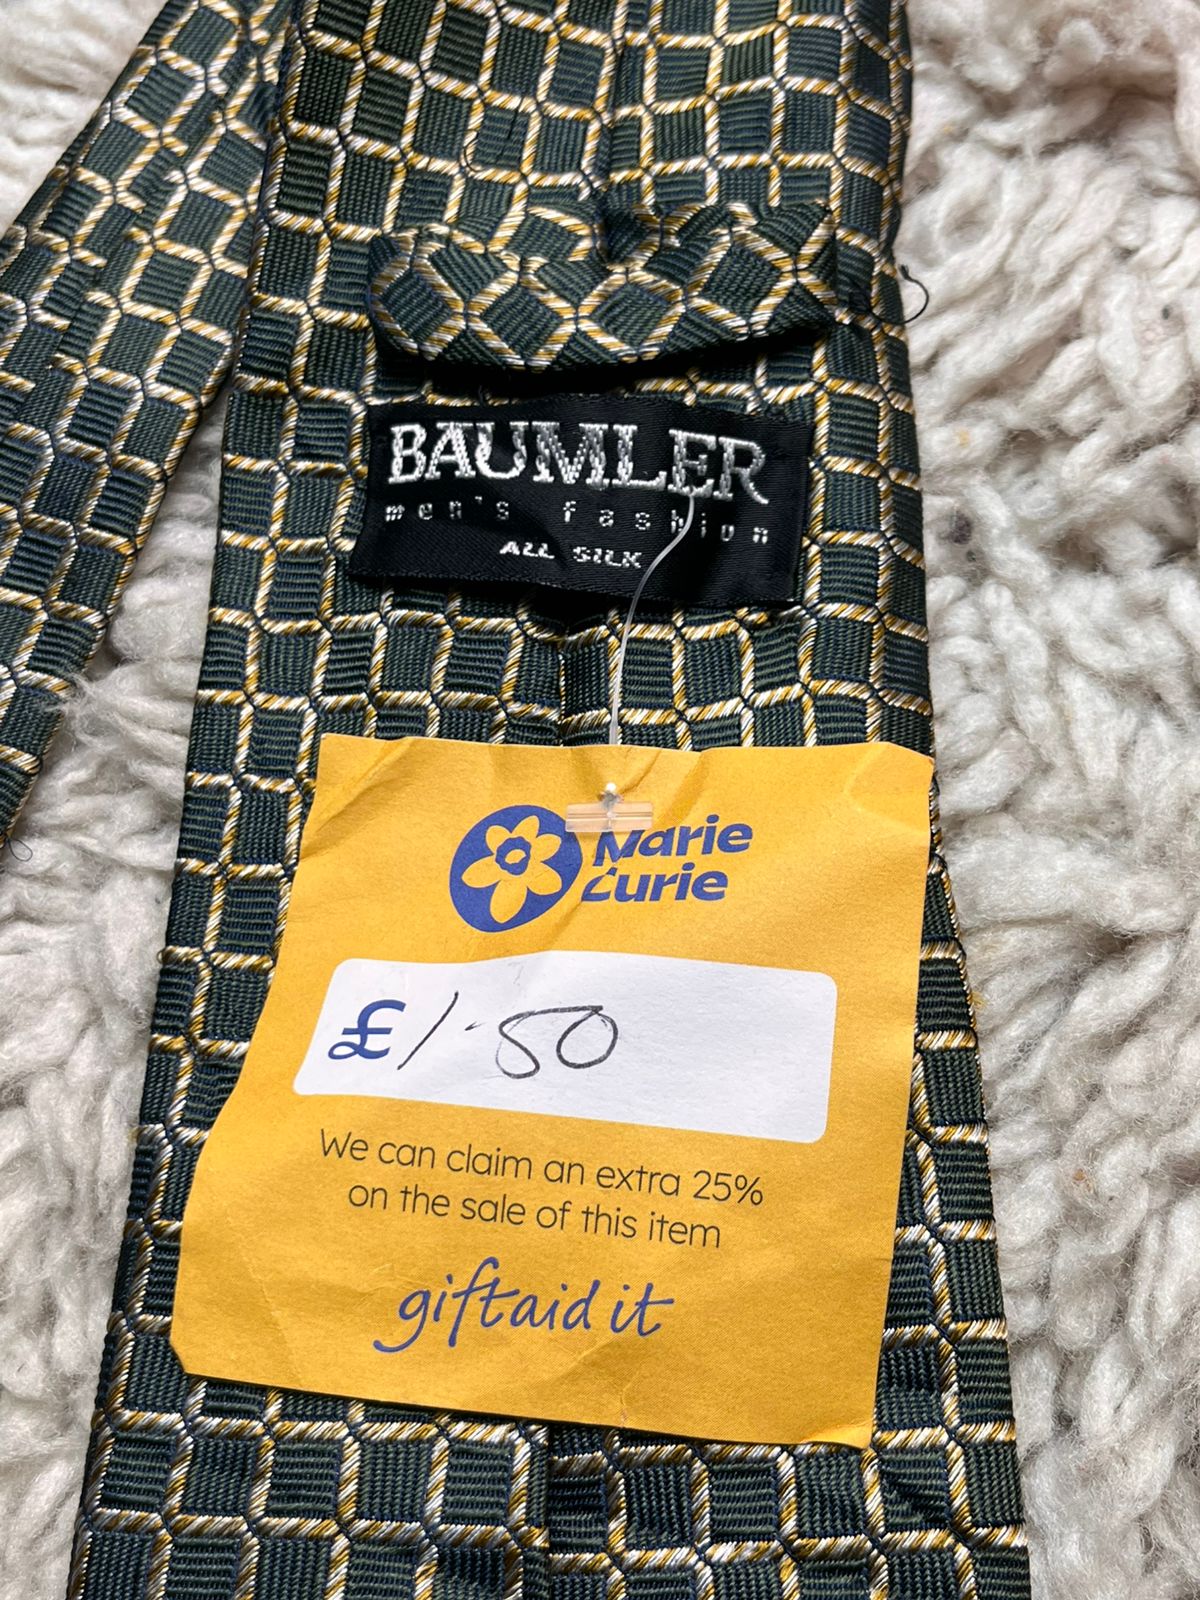 BAUMLER
men's fashion
ALL SILK
Marie
Curie
£1.50
We can claim an extra 25%
on the sale of this item
giftaid it